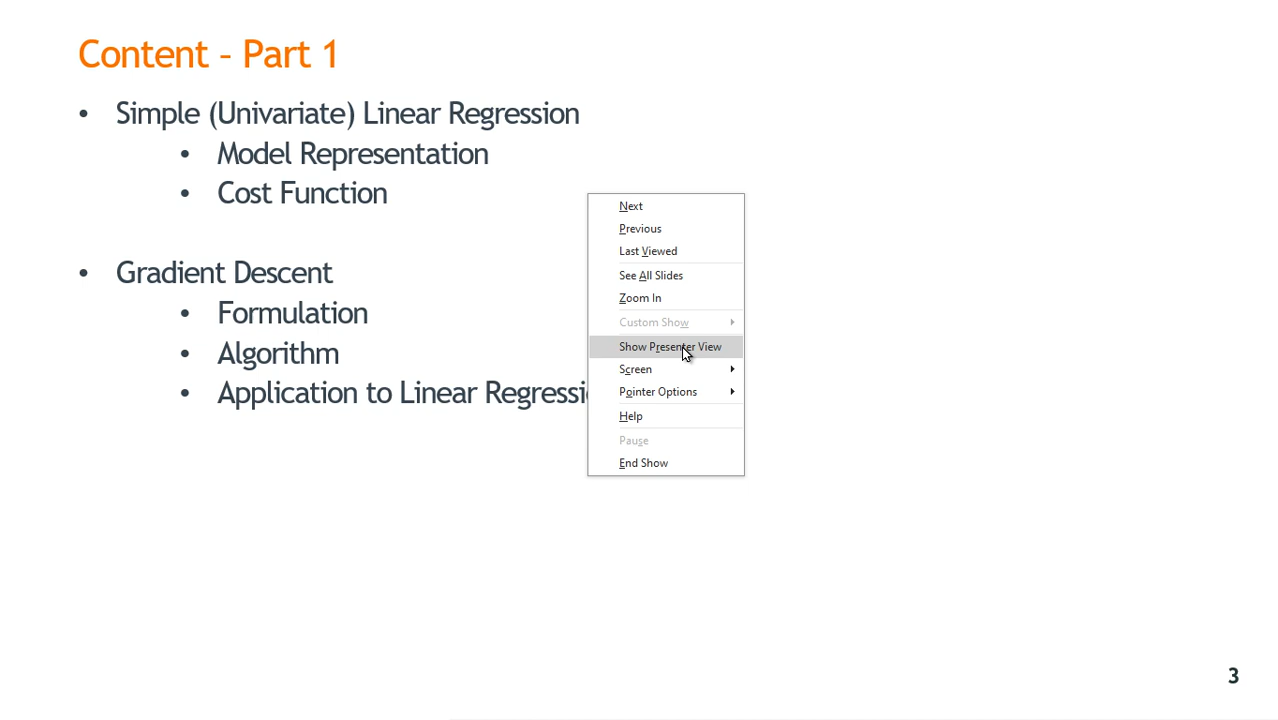 Content – Part 1
• Simple (Univariate) Linear Regression
• Model Representation
• Cost Function
• Gradient Descent
• Formulation
• Algorithm
• Application to Linear
Next
Previous
Last Viewed
See All Slides
Zoom In
Custom Show
Show Presenter View
Screen
Pointer Options
Help
Pause
End Show
3